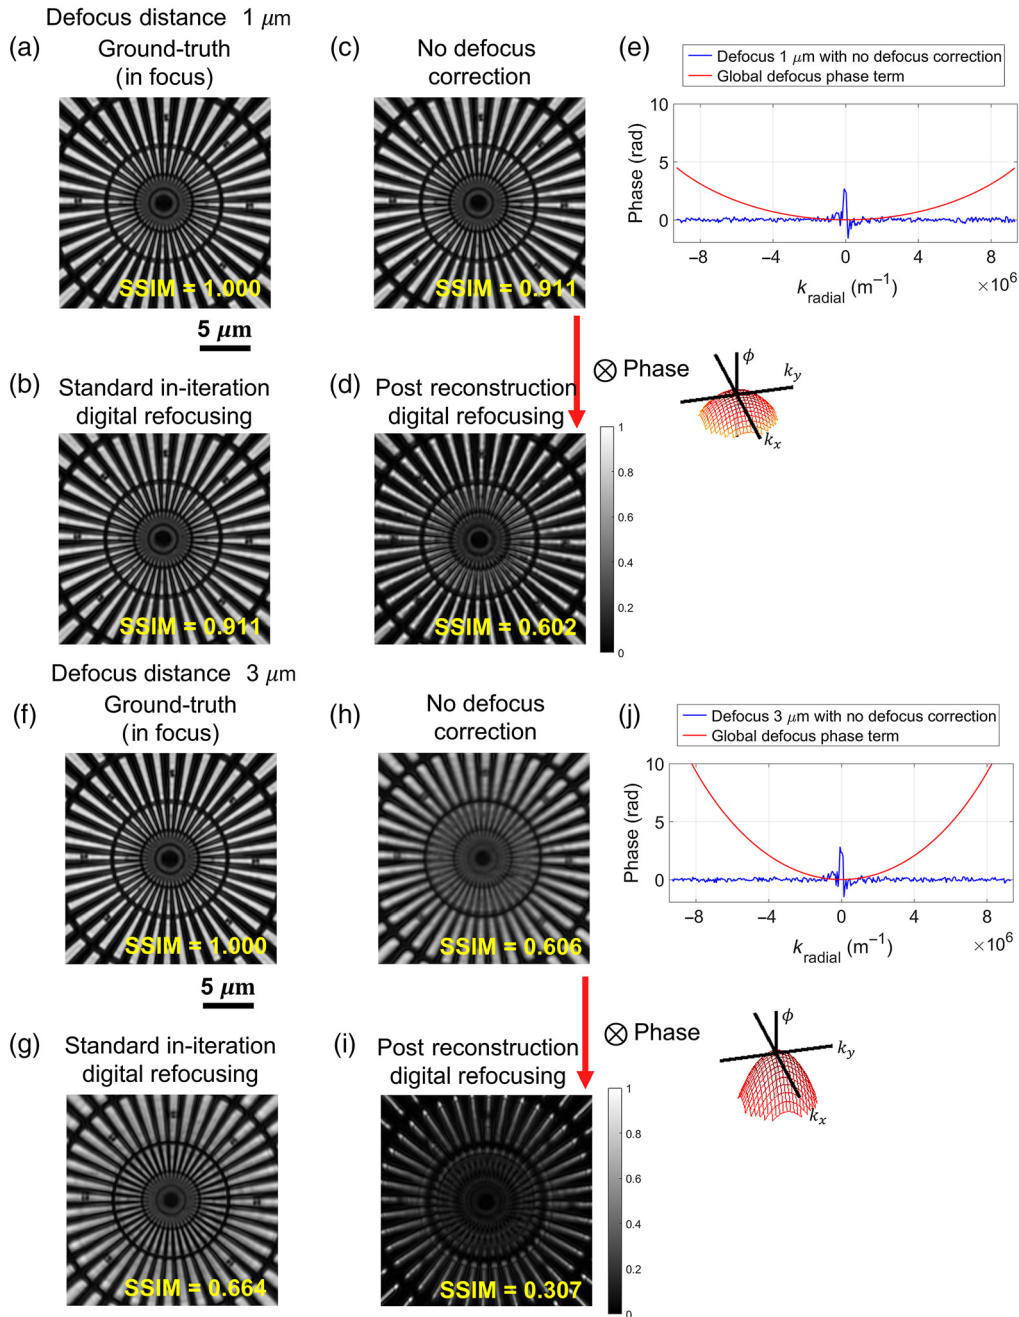 Defocus distance 1 μm
(a)
Ground-truth
(in focus)
SSIM = 1.000
5 μm
(c)
No defocus
correction
SSIM = 0.911
(e)
Defocus 1 μm with no defocus correction
Global defocus phase term
Phase (rad)
10
5
0
−8
−4
0
4
8
k radial (m⁻¹)
×10⁶
(b)
Standard in-iteration
digital refocusing
SSIM = 0.911
(d)
Post reconstruction
digital refocusing
SSIM = 0.602
1
0.8
0.6
0.4
0.2
0
⊗ Phase
ϕ
k_y
k_x
Defocus distance 3 μm
(f)
Ground-truth
(in focus)
SSIM = 1.000
5 μm
(h)
No defocus
correction
SSIM = 0.606
(j)
Defocus 3 μm with no defocus correction
Global defocus phase term
Phase (rad)
10
5
0
−8
−4
0
4
8
k radial (m⁻¹)
×10⁶
(g)
Standard in-iteration
digital refocusing
SSIM = 0.664
(i)
Post reconstruction
digital refocusing
SSIM = 0.307
1
0.8
0.6
0.4
0.2
0
⊗ Phase
ϕ
k_y
k_x